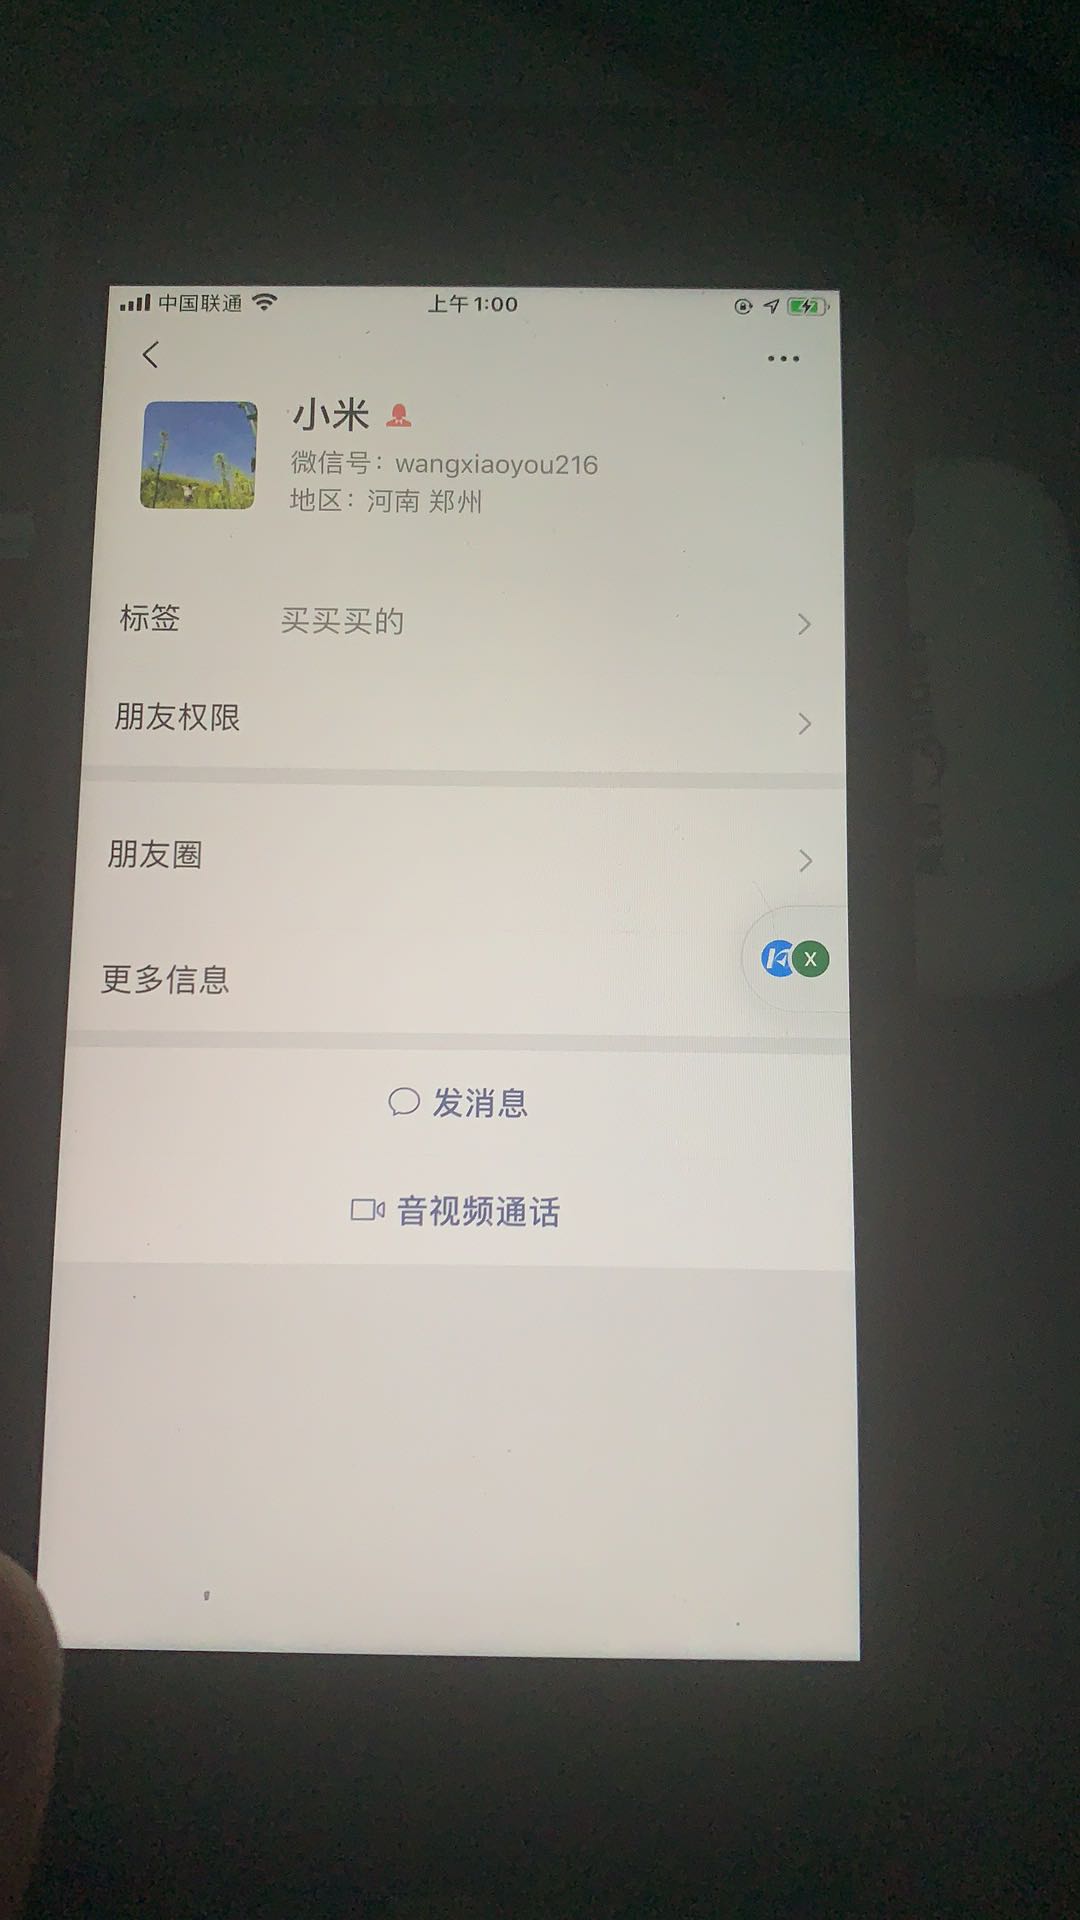 中国联通
上午1:00
小米
微信号：wangxiaoyou216
地区：河南 郑州
标签 买买买的
朋友权限
朋友圈
X
更多信息
发消息
音视频通话